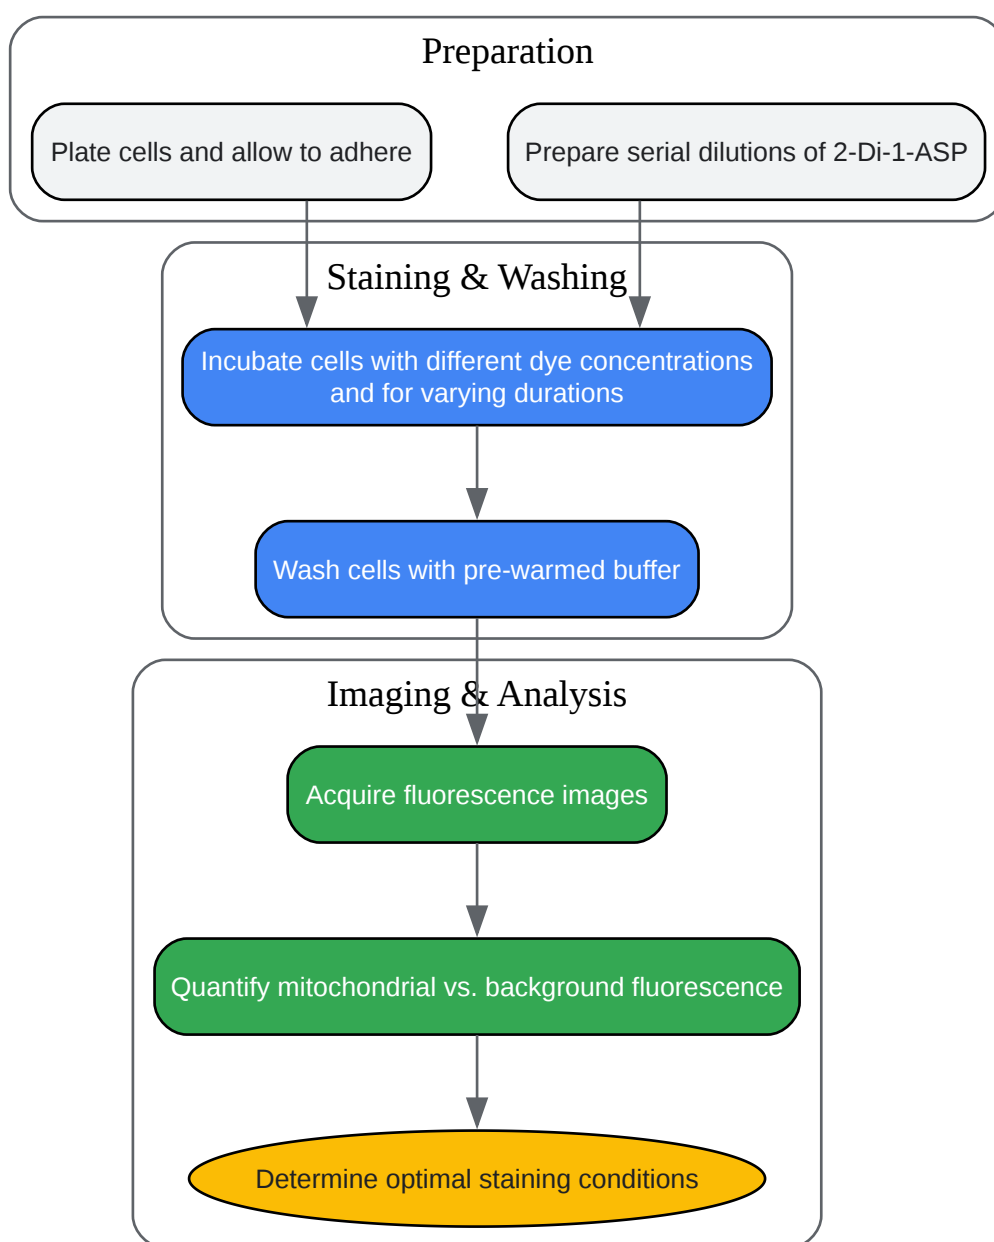 Preparation
Plate cells and allow to adhere
Prepare serial dilutions of 2-Di-1-ASP
Staining & Washing
Incubate cells with different dye concentrations
and for varying durations
Wash cells with pre-warmed buffer
Imaging & Analysis
Acquire fluorescence images
Quantify mitochondrial vs. background fluorescence
Determine optimal staining conditions